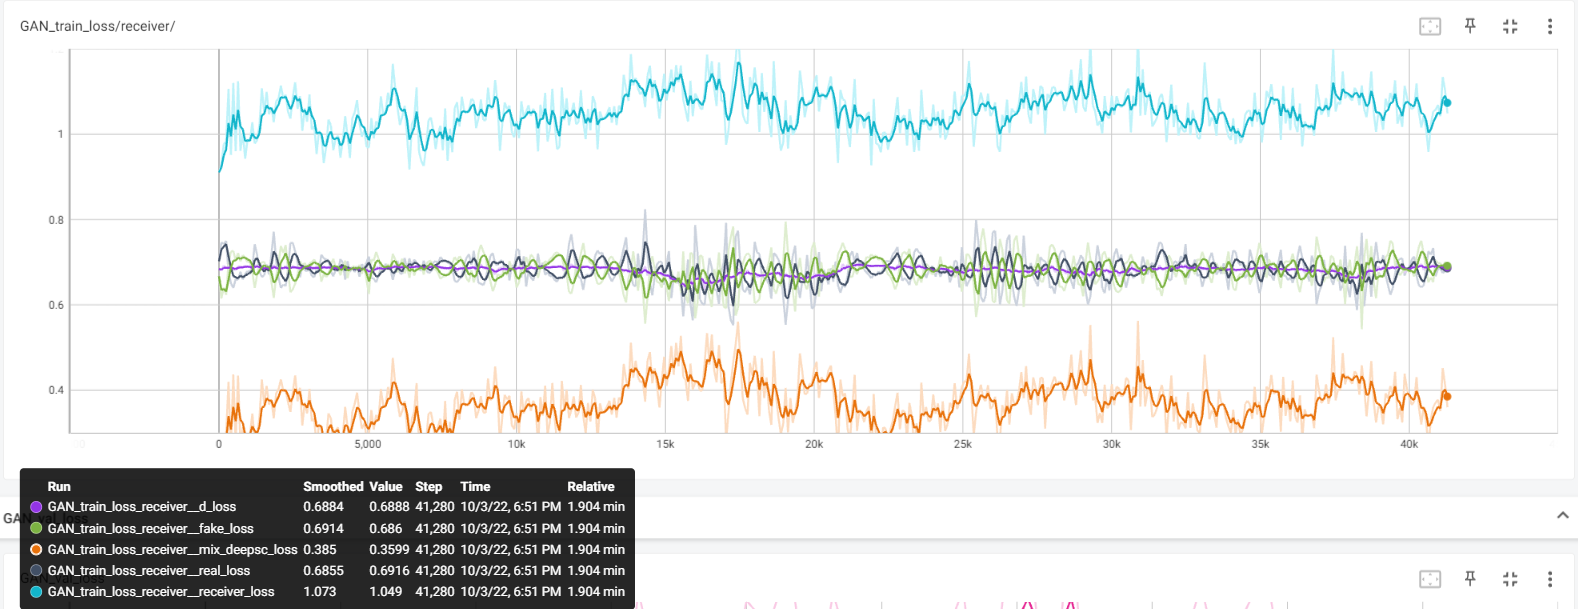 GAN_train_loss/receiver/
1
0.8
0.6
0.4
0 5,000 10k 15k 20k 25k 30k 35k 40k
Run Smoothed Value Step Time Relative
GAN_train_loss_receiver__d_loss 0.6884 0.6888 41,280 10/3/22, 6:51 PM 1.904 min
GAN_train_loss_receiver__fake_loss 0.6914 0.686 41,280 10/3/22, 6:51 PM 1.904 min
GAN_train_loss_receiver__mix_deepsc_loss 0.385 0.3599 41,280 10/3/22, 6:51 PM 1.904 min
GAN_train_loss_receiver__real_loss 0.6855 0.6916 41,280 10/3/22, 6:51 PM 1.904 min
GAN_train_loss_receiver__receiver_loss 1.073 1.049 41,280 10/3/22, 6:51 PM 1.904 min
GAN_val_loss
GAN_val_loss